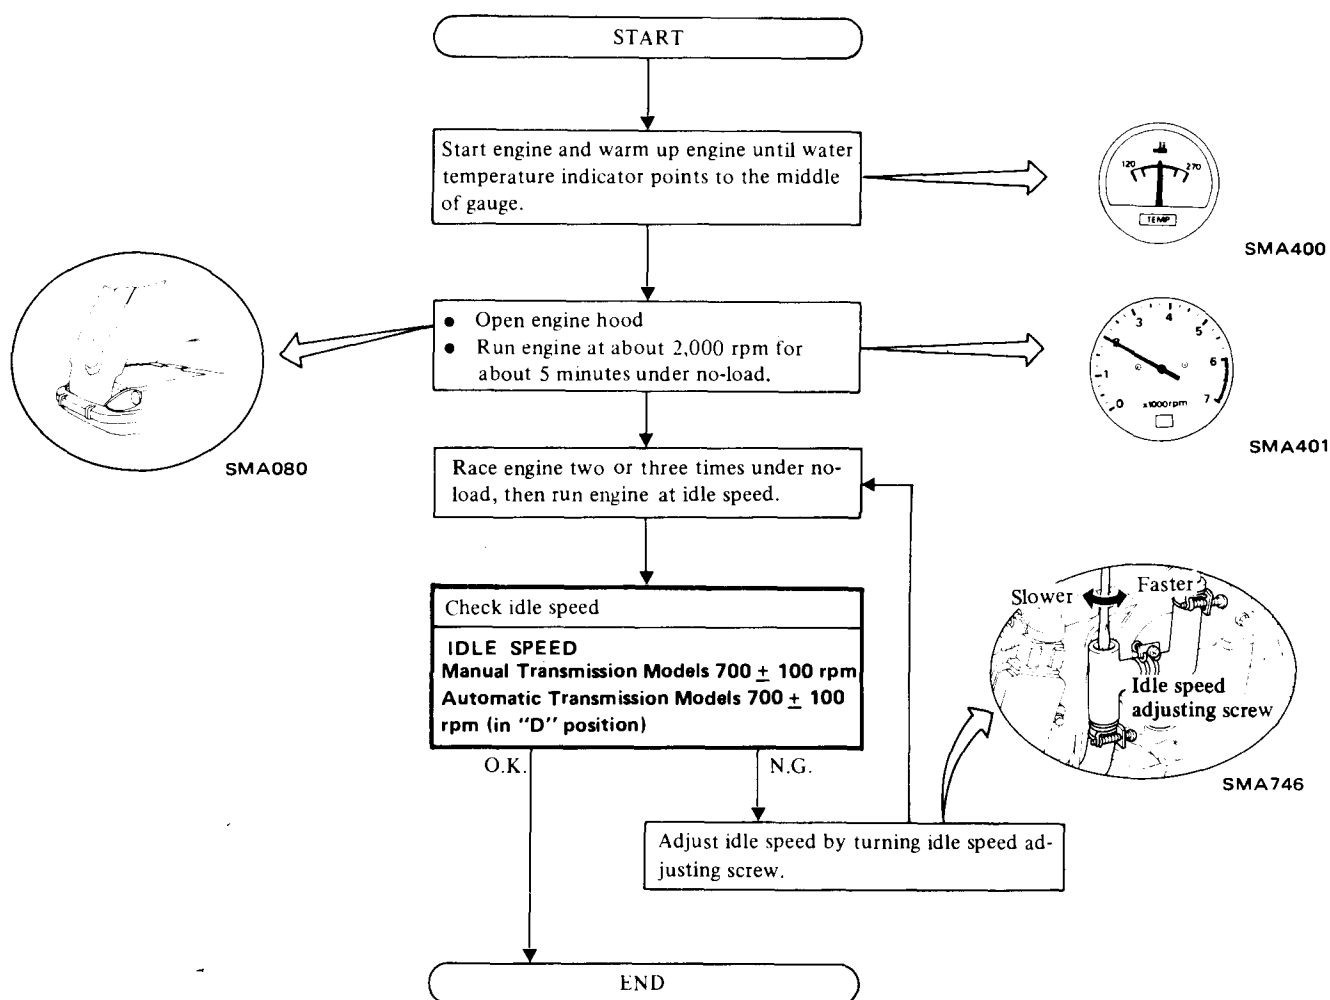 START
Start engine and warm up engine until water
temperature indicator points to the middle
of gauge.
120
270
TEMP
SMA400
● Open engine hood
● Run engine at about 2,000 rpm for
about 5 minutes under no-load.
SMA080
0
1
2
3
4
5
6
7
x1000rpm
SMA401
Race engine two or three times under no-
load, then run engine at idle speed.
Check idle speed
IDLE SPEED
Manual Transmission Models 700 ± 100 rpm
Automatic Transmission Models 700 ± 100
rpm (in "D" position)
Slower
Faster
Idle speed
adjusting screw
SMA746
O.K.
N.G.
Adjust idle speed by turning idle speed ad-
justing screw.
END